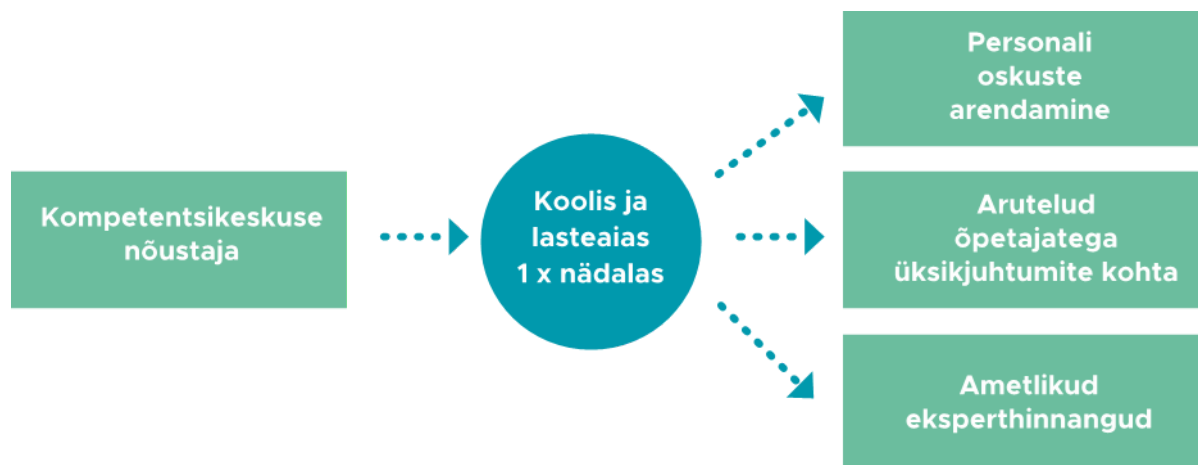 Kompetentsikeskuse
nõustaja
Koolis ja
lasteaias
1 x nädalas
Personali
oskuste
arendamine
Arutelud
õpetajatega
üksikjuhtumite kohta
Ametlikud
eksperthinnangud